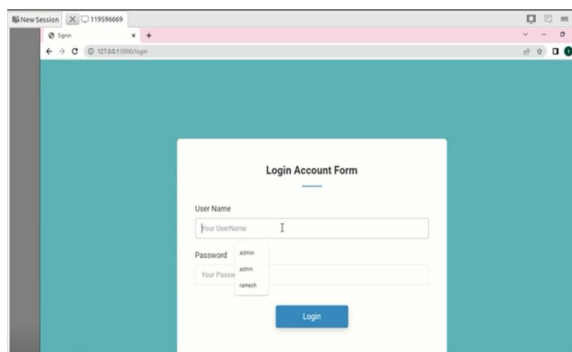 New Session 119596669
Signin
127.0.0.1:5000/login
Login Account Form
User Name
Your UserName
admin
Password
admn
Your Passw
ramesh
Login